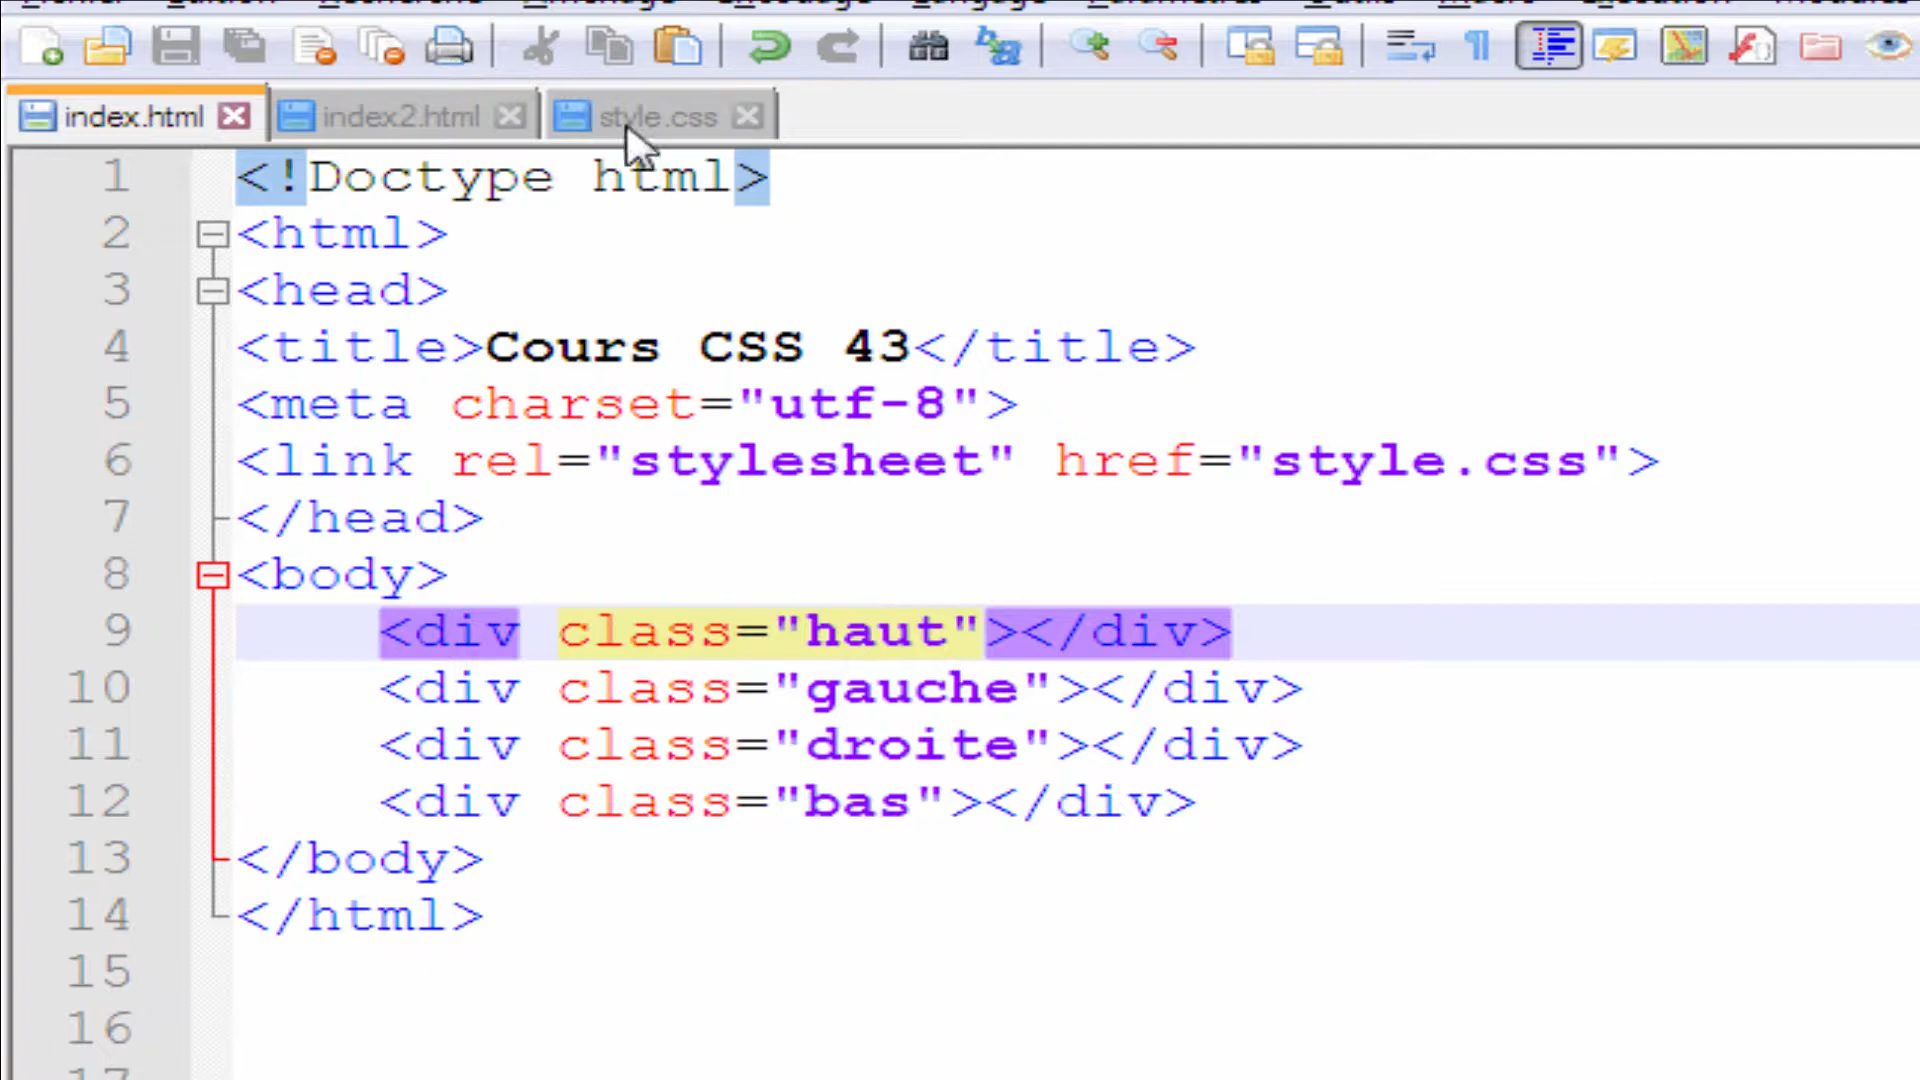 index.html index2.html style.css
1 <!Doctype html>
2 <html>
3 <head>
4 <title>Cours CSS 43</title>
5 <meta charset="utf-8">
6 <link rel="stylesheet" href="style.css">
7 </head>
8 <body>
9 <div class="haut"></div>
10 <div class="gauche"></div>
11 <div class="droite"></div>
12 <div class="bas"></div>
13 </body>
14 </html>
15
16
17